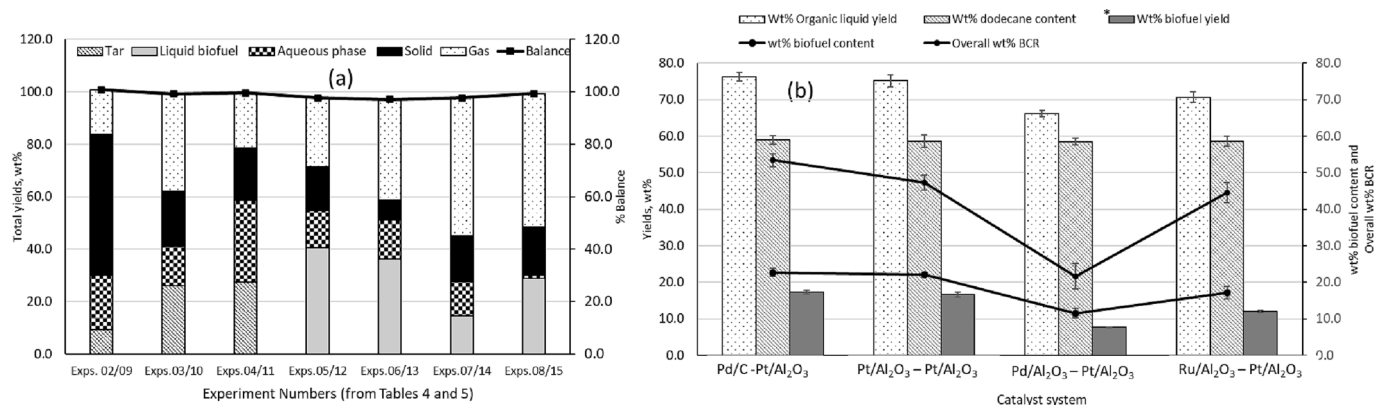 (a)
Tar Liquid biofuel Aqueous phase Solid Gas Balance
120.0
100.0
80.0
60.0
40.0
20.0
0.0
Total yields, wt%
120.0
100.0
80.0
60.0
40.0
20.0
0.0
% Balance
Exps. 02/09 Exps.03/10 Exps.04/11 Exps.05/12 Exps.06/13 Exps.07/14 Exps.08/15
Experiment Numbers (from Tables 4 and 5)
Wt% Organic liquid yield Wt% dodecane content * Wt% biofuel yield
wt% biofuel content Overall wt% BCR
(b)
80.0
70.0
60.0
50.0
40.0
30.0
20.0
10.0
0.0
Yields, wt%
80.0
70.0
60.0
50.0
40.0
30.0
20.0
10.0
0.0
wt% biofuel content and
Overall wt% BCR
Pd/C -Pt/Al₂O₃ Pt/Al₂O₃ – Pt/Al₂O₃ Pd/Al₂O₃ – Pt/Al₂O₃ Ru/Al₂O₃ – Pt/Al₂O₃
Catalyst system